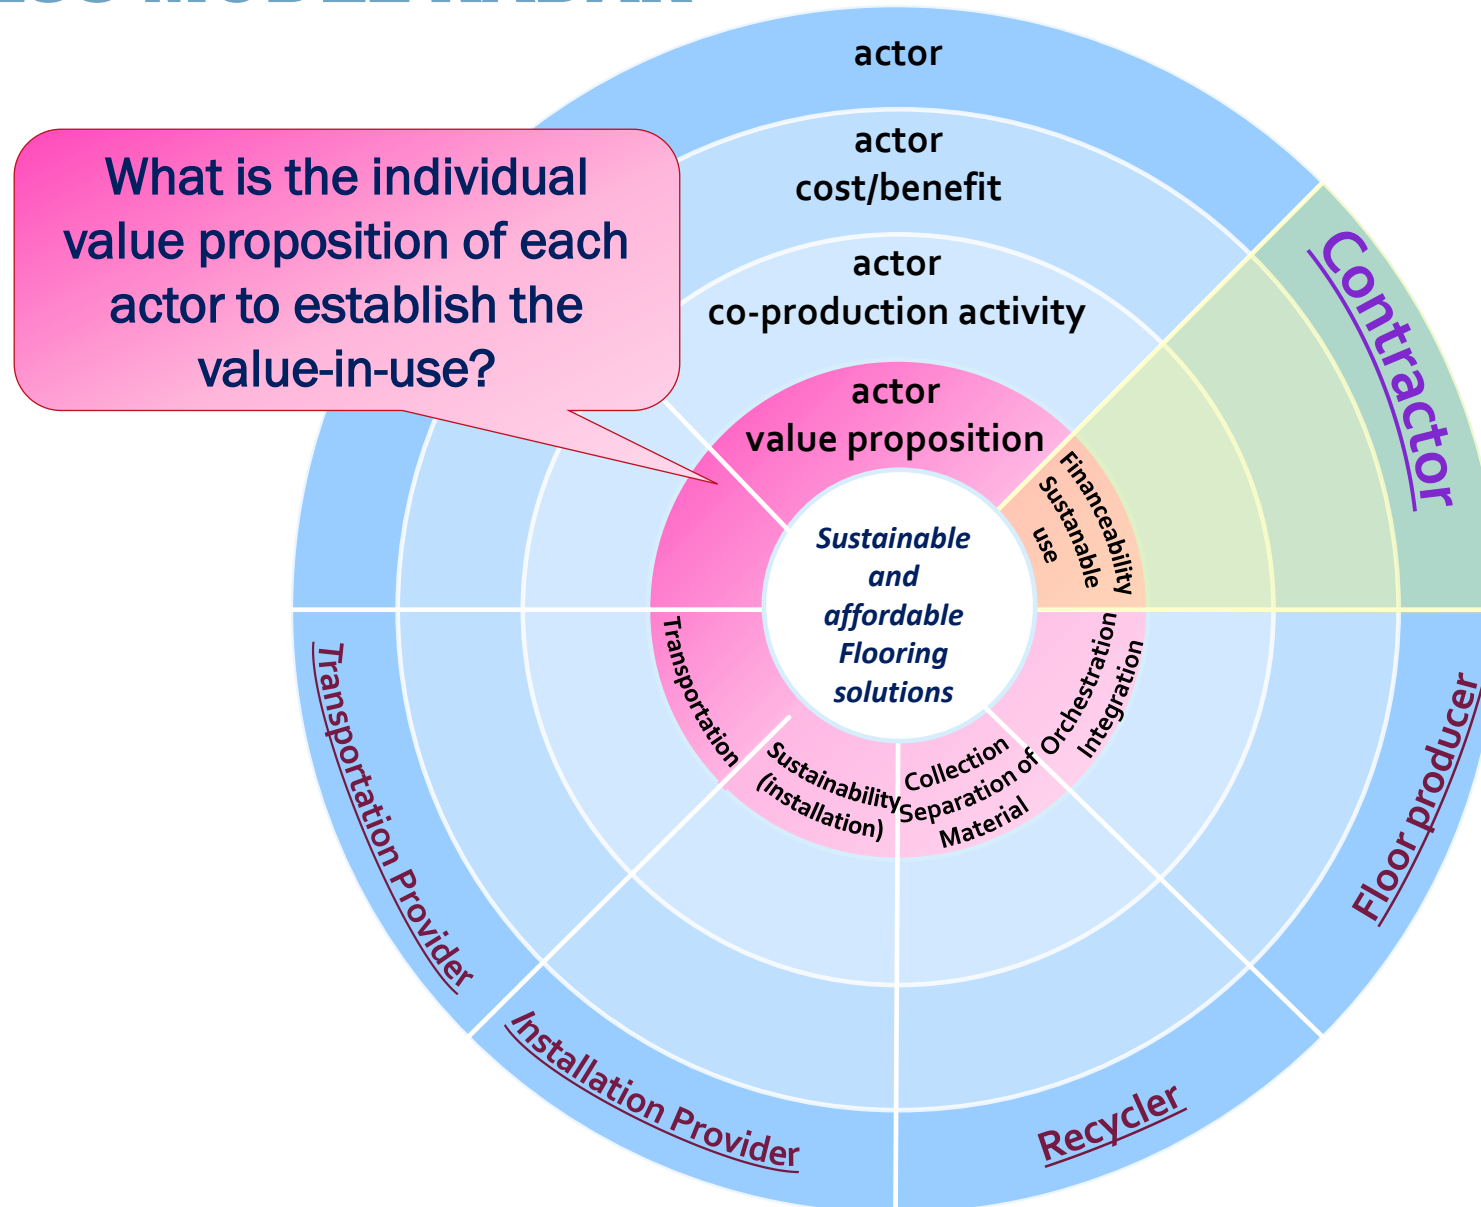 MODEL RADAR
actor
What is the individual
value proposition of each
actor to establish the
value-in-use?
actor
cost/benefit
actor
co-production activity
actor
value proposition
Contractor
Financeability
Sustanable
use
Sustainable
and
affordable
Flooring
solutions
Transportation
Sustainability
(installation)
Collection
Separation of
Material
Orchestration
Integration
Transportation Provider
Installation Provider
Recycler
Floor producer